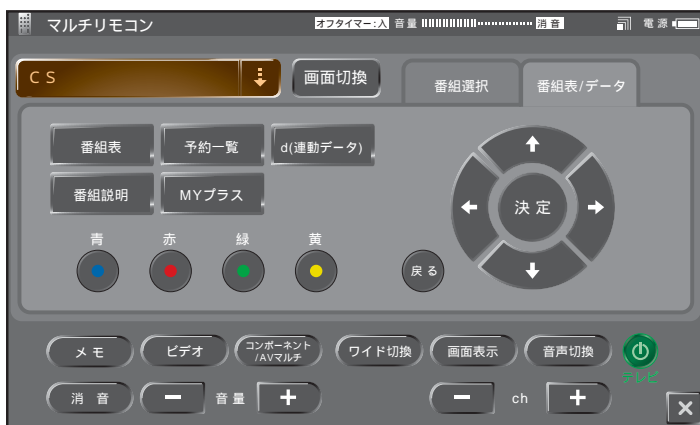 マルチリモコン
オフタイマー:入 音量 消音
電源
CS
画面切換
番組選択
番組表/データ
番組表
予約一覧
d(連動データ)
番組説明
MYプラス
決定
青
赤
緑
黄
戻る
メモ
ビデオ
コンポーネント
/AVマルチ
ワイド切換
画面表示
音声切換
テレビ
消音
音量
ch